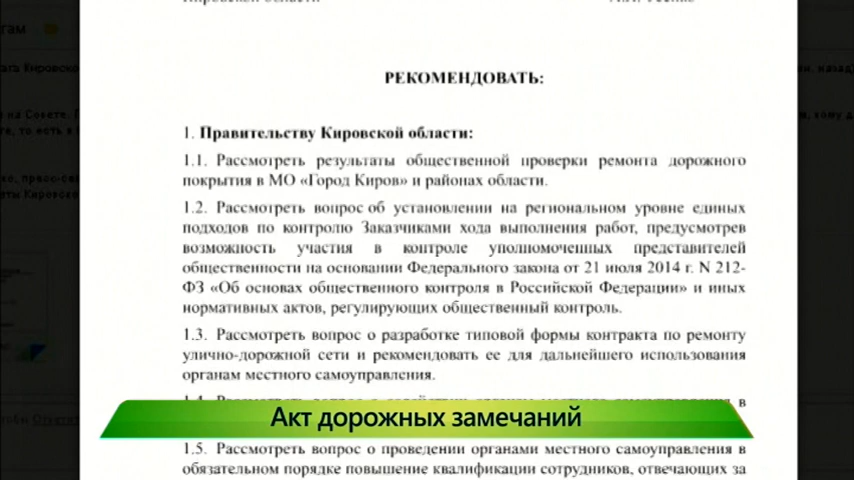 РЕКОМЕНДОВАТЬ:
1. Правительству Кировской области:
1.1. Рассмотреть результаты общественной проверки ремонта дорожного
покрытия в МО «Город Киров» и районах области.
1.2. Рассмотреть вопрос об установлении на региональном уровне единых
подходов по контролю Заказчиками хода выполнения работ, предусмотрев
возможность участия в контроле уполномоченных представителей
общественности на основании Федерального закона от 21 июля 2014 г. N 212-
ФЗ «Об основах общественного контроля в Российской Федерации» и иных
нормативных актов, регулирующих общественный контроль.
1.3. Рассмотреть вопрос о разработке типовой формы контракта по ремонту
улично-дорожной сети и рекомендовать ее для дальнейшего использования
органам местного самоуправления.
Акт дорожных замечаний
1.5. Рассмотреть вопрос о проведении органами местного самоуправления в
обязательном порядке повышение квалификации сотрудников, отвечающих за